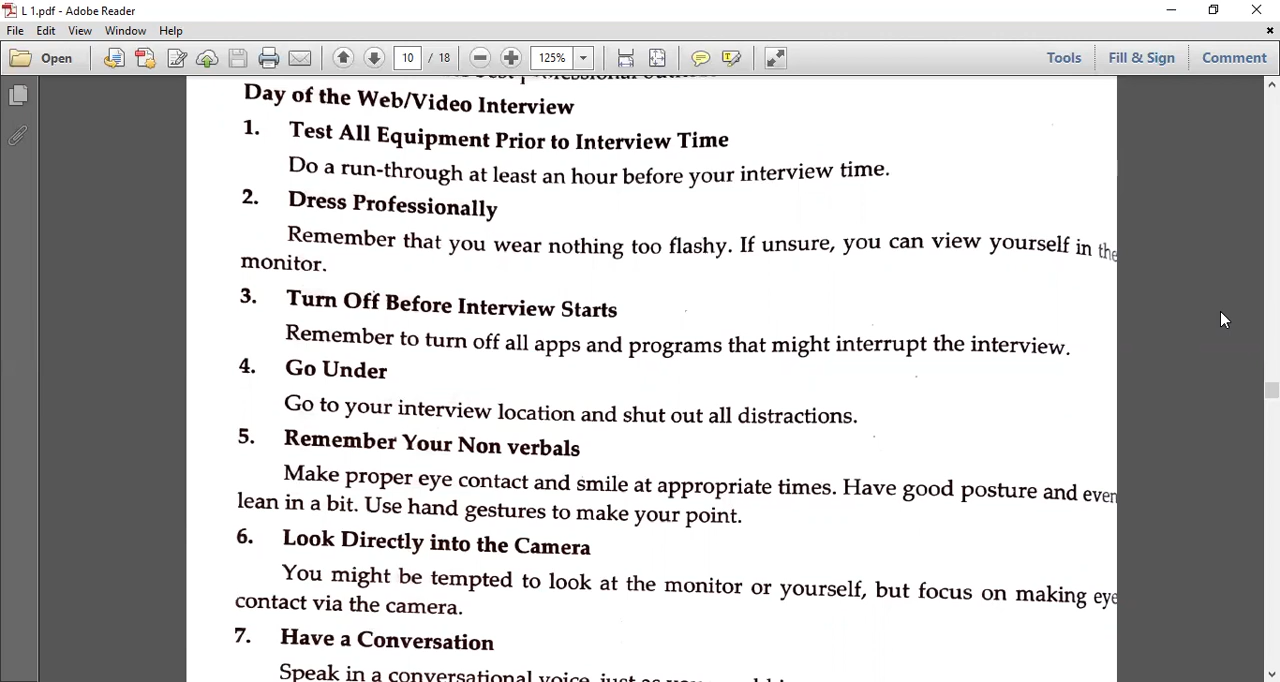 L 1.pdf - Adobe Reader
File Edit View Window Help
Open 10 / 18 125% Tools Fill & Sign Comment
Day of the Web/Video Interview
1. Test All Equipment Prior to Interview Time
Do a run-through at least an hour before your interview time.
2. Dress Professionally
Remember that you wear nothing too flashy. If unsure, you can view yourself in the
monitor.
3. Turn Off Before Interview Starts
Remember to turn off all apps and programs that might interrupt the interview.
4. Go Under
Go to your interview location and shut out all distractions.
5. Remember Your Non verbals
Make proper eye contact and smile at appropriate times. Have good posture and even
lean in a bit. Use hand gestures to make your point.
6. Look Directly into the Camera
You might be tempted to look at the monitor or yourself, but focus on making eye
contact via the camera.
7. Have a Conversation
Speak in a conversational voice, just as you